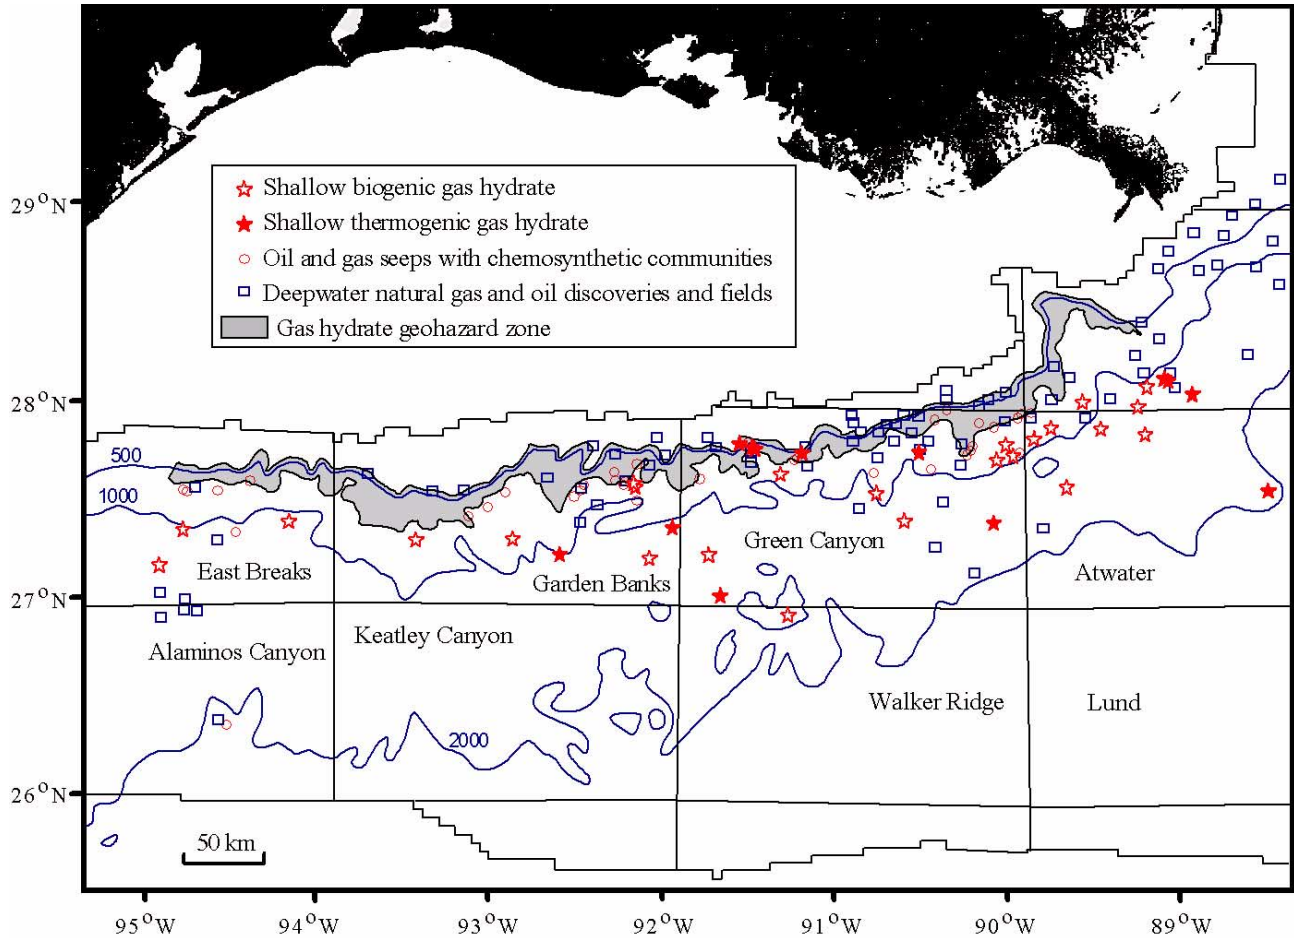 Shallow biogenic gas hydrate
Shallow thermogenic gas hydrate
Oil and gas seeps with chemosynthetic communities
Deepwater natural gas and oil discoveries and fields
Gas hydrate geohazard zone
29°N
28°N
27°N
26°N
500
1000
2000
East Breaks
Garden Banks
Green Canyon
Atwater
Alaminos Canyon
Keatley Canyon
Walker Ridge
Lund
50 km
95°W
94°W
93°W
92°W
91°W
90°W
89°W